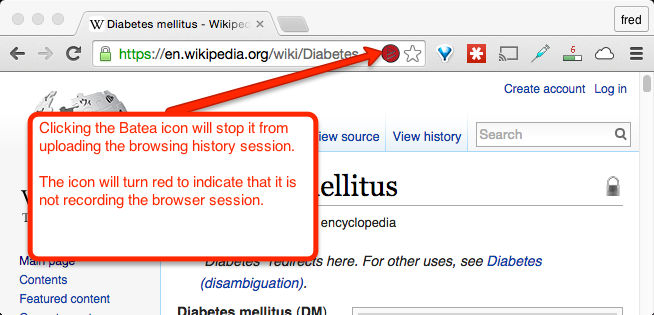 Diabetes mellitus - Wikipe
fred
https://en.wikipedia.org/wiki/Diabetes
6
Create account Log in
Clicking the Batea icon will stop it from
uploading the browsing history session.
The icon will turn red to indicate that it is
not recording the browser session.
iew source View history
Search
W
T
ellitus
encyclopedia
"Diabetes" redirects here. For other uses, see Diabetes
(disambiguation).
Main page
Contents
Featured content
Diabetes mellitus (DM)